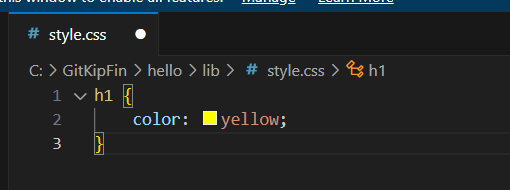 this window to enable all features. Manage Learn More
# style.css
C: > GitKipFin > hello > lib > # style.css > h1
1 h1 {
2 color: yellow;
3 }